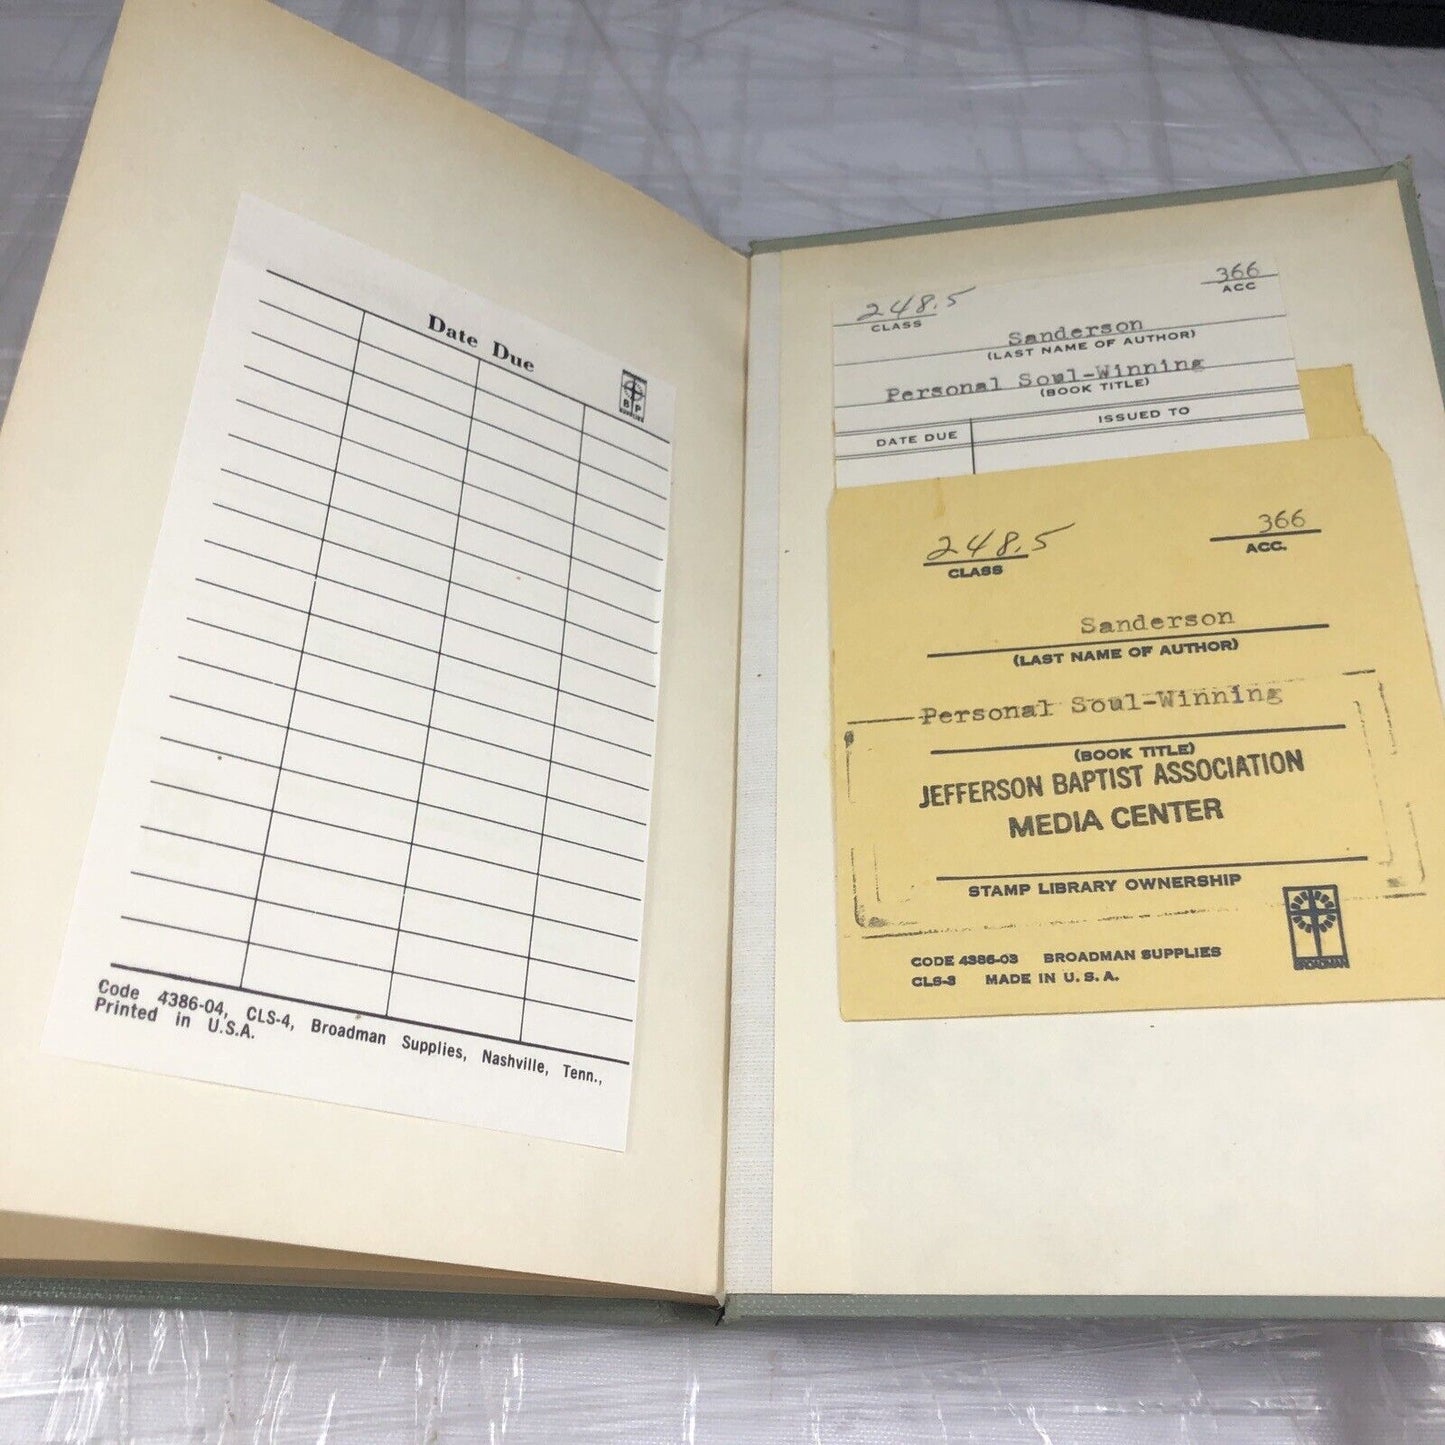 Date Due
BP
SUPPLIES
Code 4386-04, CLS-4, Broadman Supplies, Nashville, Tenn.,
Printed in U.S.A.
248.5
CLASS
366
ACC
Sanderson
(LAST NAME OF AUTHOR)
Personal Soul-Winning
(BOOK TITLE)
DATE DUE
ISSUED TO
248.5
CLASS
366
ACC.
Sanderson
(LAST NAME OF AUTHOR)
Personal Soul-Winning
(BOOK TITLE)
JEFFERSON BAPTIST ASSOCIATION
MEDIA CENTER
STAMP LIBRARY OWNERSHIP
CODE 4386-03 BROADMAN SUPPLIES
CLS-3 MADE IN U.S.A.
BROADMAN